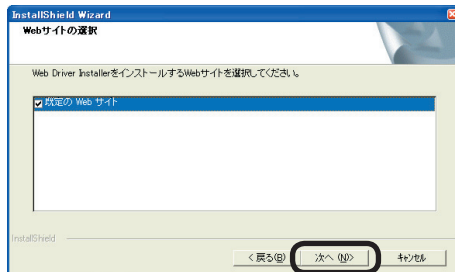 InstallShield Wizard
Webサイトの選択
Web Driver InstallerをインストールするWebサイトを選択してください。
既定の Web サイト
InstallShield
< 戻る(B)
次へ (N)>
キャンセル